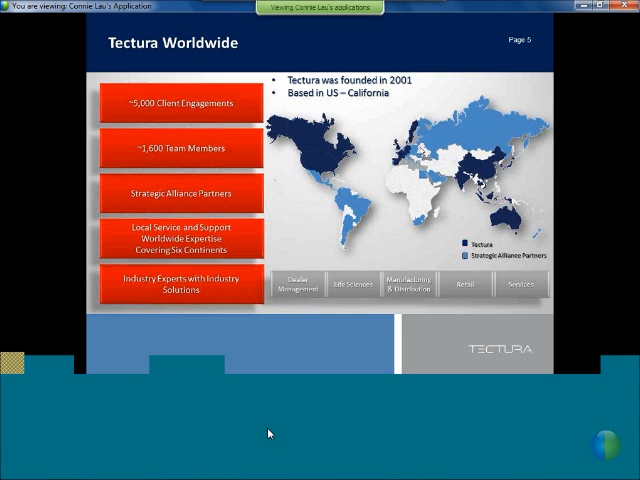 You are viewing: Connie Lau's Application
Viewing Connie Lau's applications
Tectura Worldwide
Page 5
• Tectura was founded in 2001
• Based in US – California
~5,000 Client Engagements
~1,600 Team Members
Strategic Alliance Partners
Local Service and Support
Worldwide Expertise
Covering Six Continents
Industry Experts with Industry
Solutions
Tectura
Strategic Alliance Partners
Dealer
Management
Life Sciences
Manufacturing
& Distribution
Retail
Services
TECTURA